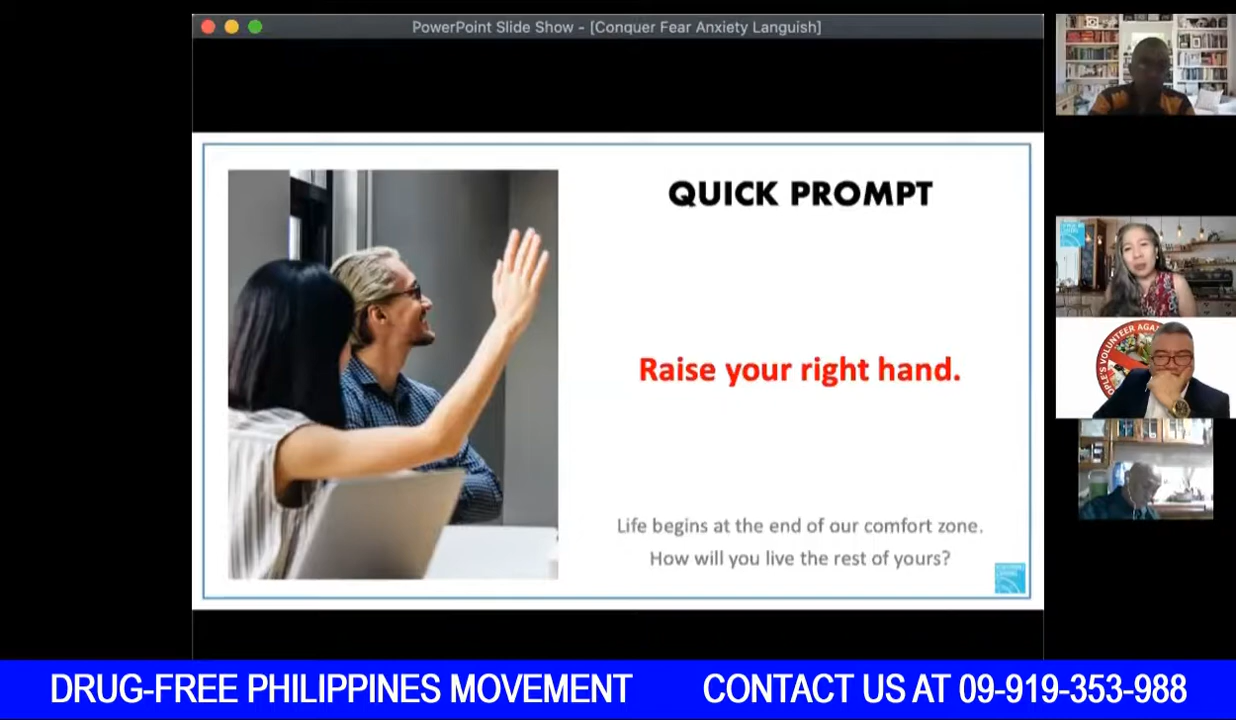 PowerPoint Slide Show - [Conquer Fear Anxiety Languish]
QUICK PROMPT
Raise your right hand.
Life begins at the end of our comfort zone.
How will you live the rest of yours?
DRUG-FREE PHILIPPINES MOVEMENT
CONTACT US AT 09-919-353-988